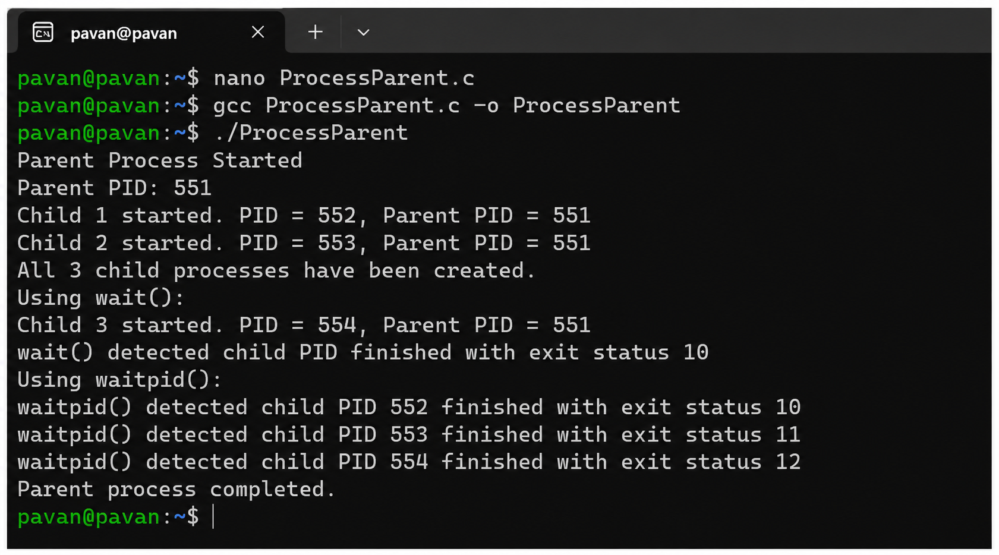 pavan@pavan
pavan@pavan:~$ nano ProcessParent.c
pavan@pavan:~$ gcc ProcessParent.c -o ProcessParent
pavan@pavan:~$ ./ProcessParent
Parent Process Started
Parent PID: 551
Child 1 started. PID = 552, Parent PID = 551
Child 2 started. PID = 553, Parent PID = 551
All 3 child processes have been created.
Using wait():
Child 3 started. PID = 554, Parent PID = 551
wait() detected child PID finished with exit status 10
Using waitpid():
waitpid() detected child PID 552 finished with exit status 10
waitpid() detected child PID 553 finished with exit status 11
waitpid() detected child PID 554 finished with exit status 12
Parent process completed.
pavan@pavan:~$